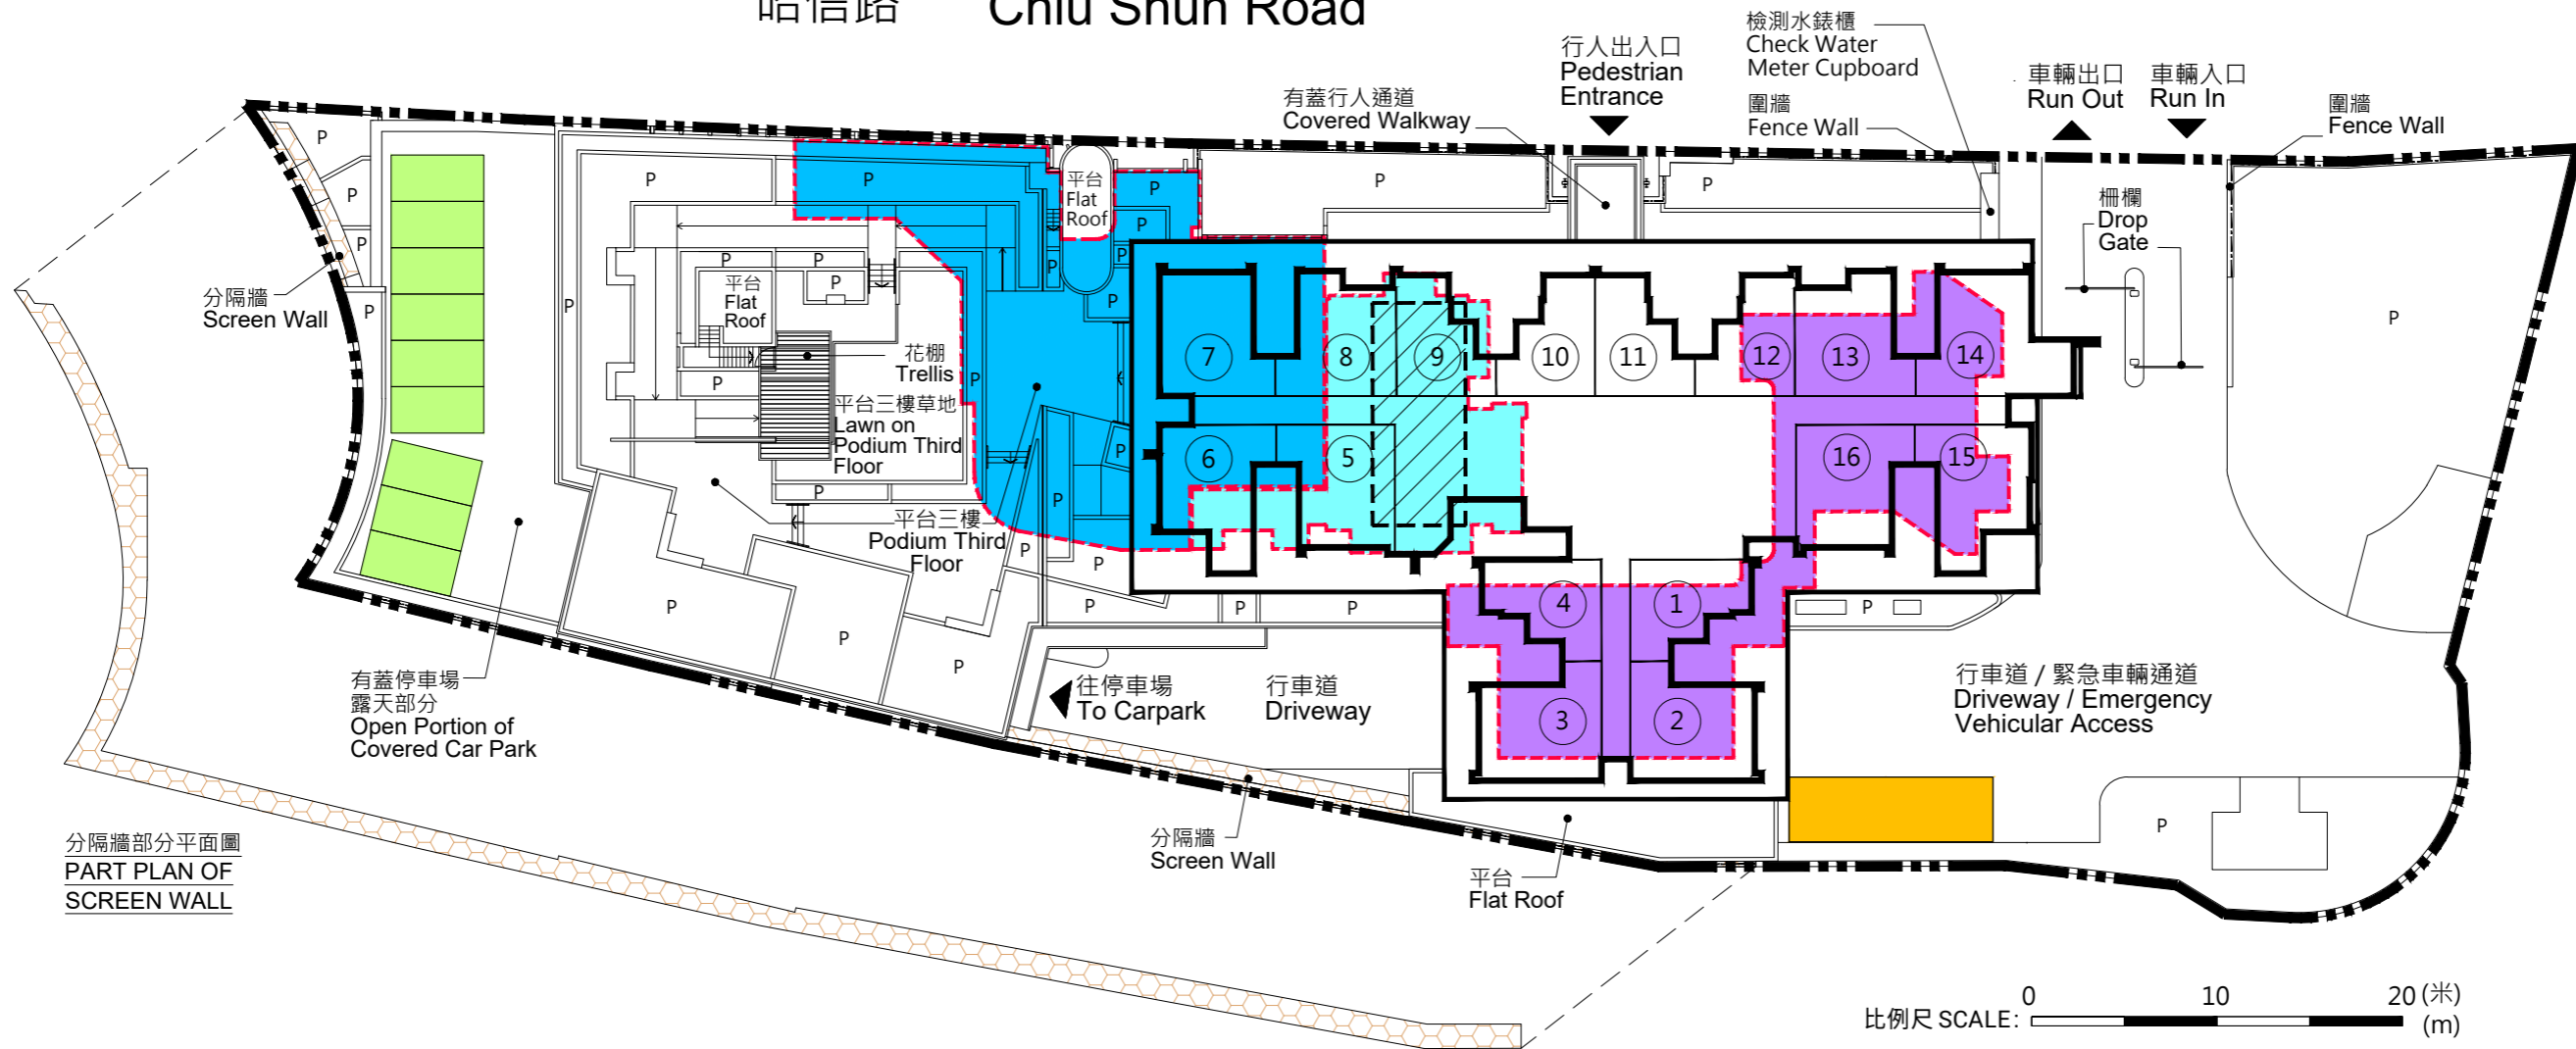 Chiu Shun Road
檢測水錶櫃
Check Water
Meter Cupboard
行人出入口
Pedestrian
Entrance
車輛出口
Run Out
車輛入口
Run In
有蓋行人通道
Covered Walkway
圍牆
Fence Wall
圍牆
Fence Wall
P
P
P
P
P
P
P
P
P
平台
Flat
Roof
柵欄
Drop
Gate
P
P
P
P
P
P
P
P
P
分隔牆
Screen Wall
平台
Flat
Roof
P
花棚
Trellis
P
P
平台三樓草地
Lawn on
Podium Third
Floor
7
8
9
10
11
12
13
14
6
5
16
15
P
P
P
平台三樓
Podium Third
Floor
P
P
P
P
P
P
4
1
3
2
P
P
P
有蓋停車場
露天部分
Open Portion of
Covered Car Park
往停車場
To Carpark
行車道
Driveway
行車道 / 緊急車輛通道
Driveway / Emergency
Vehicular Access
P
分隔牆
Screen Wall
平台
Flat Roof
分隔牆部分平面圖
PART PLAN OF
SCREEN WALL
0 10 20 (米)
比例尺 SCALE: (m)